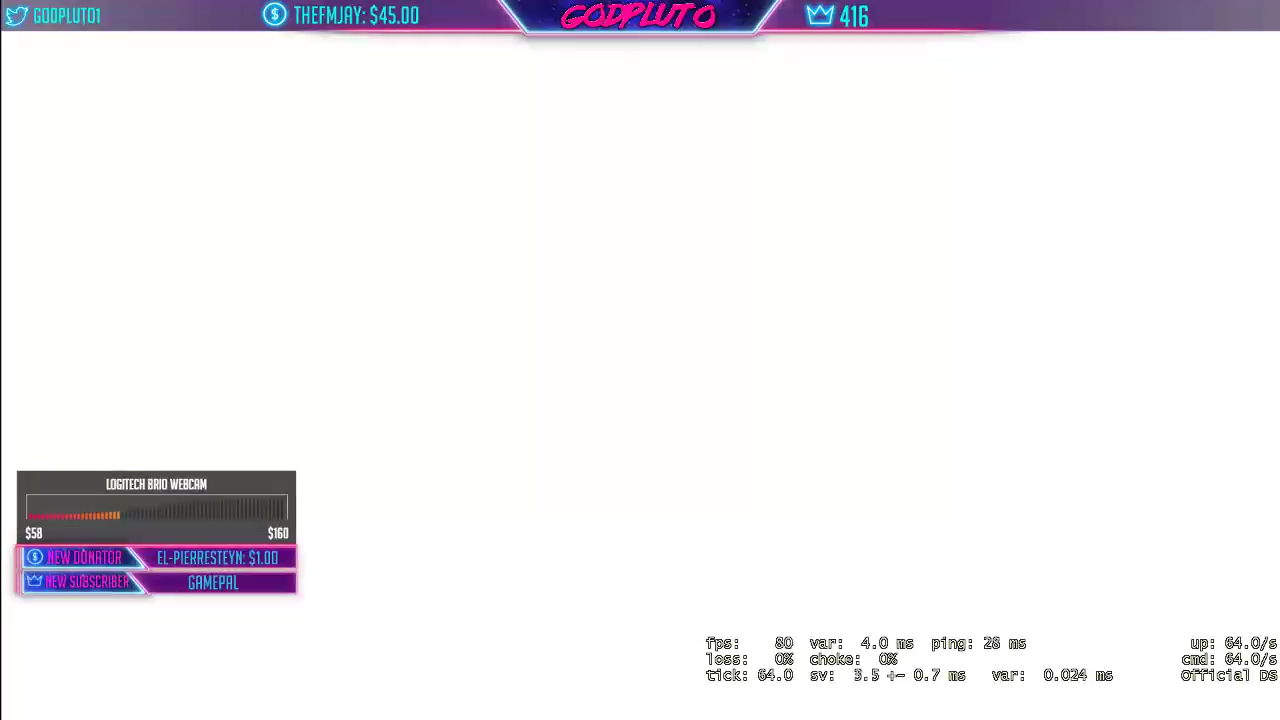 GODPLUTO1
THEFMJAY: $45.00
GODPLUTO
416
LOGITECH BRIO WEBCAM
$58 $160
NEW DONATOR EL-PIERRESTEYN: $1.00
NEW SUBSCRIBER GAMEPAL
fps: 80 var: 4.0 ms ping: 28 ms up: 64.0/s
loss: 0% choke: 0% cmd: 64.0/s
tick: 64.0 sv: 3.5 +- 0.7 ms var: 0.024 ms Official DS